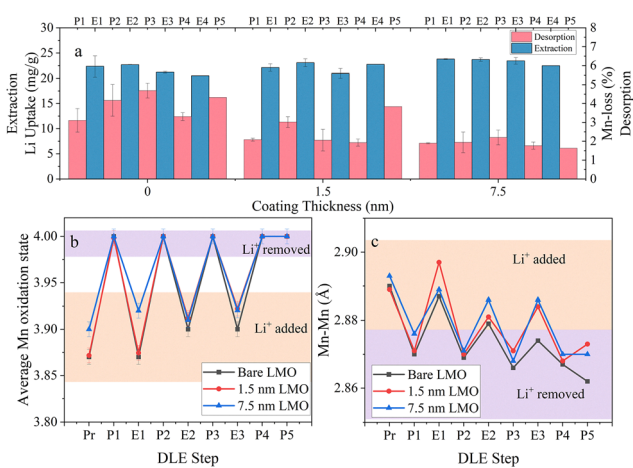 P1 E1 P2 E2 P3 E3 P4 E4 P5 P1 E1 P2 E2 P3 E3 P4 E4 P5 P1 E1 P2 E2 P3 E3 P4 E4 P5
a
Desorption
Extraction
Extraction
Li Uptake (mg/g)
30
25
20
15
10
5
0
8
7
6
5
4
3
2
1
0
Mn-loss (%)
Desorption
0 1.5 7.5
Coating Thickness (nm)
b
Average Mn oxidation state
4.00
3.95
3.90
3.85
3.80
Li⁺ removed
Li⁺ added
Bare LMO
1.5 nm LMO
7.5 nm LMO
Pr P1 E1 P2 E2 P3 E3 P4 P5
DLE Step
c
Mn-Mn (Å)
2.90
2.88
2.86
Li⁺ added
Li⁺ removed
Bare LMO
1.5 nm LMO
7.5 nm LMO
Pr P1 E1 P2 E2 P3 E3 P4 P5
DLE Step